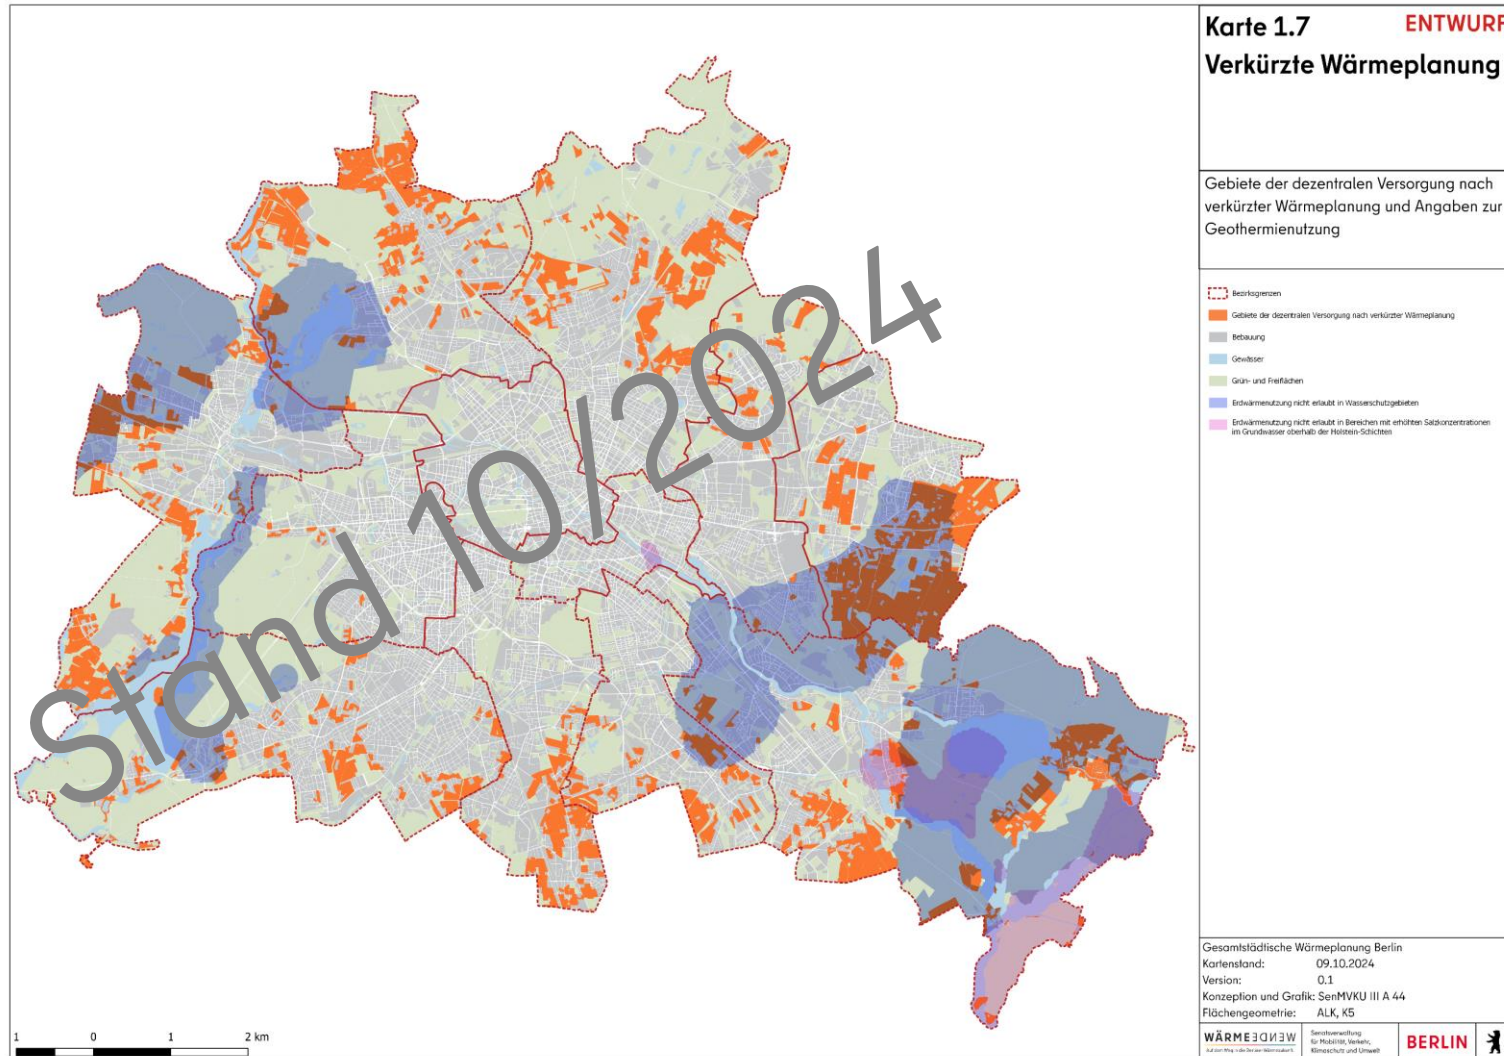 Karte 1.7
ENTWURF
Verkürzte Wärmeplanung
Gebiete der dezentralen Versorgung nach
verkürzter Wärmeplanung und Angaben zur
Geothermienutzung
Bezirksgrenzen
Gebiete der dezentralen Versorgung nach verkürzter Wärmeplanung
Bebauung
Gewässer
Grün- und Freiflächen
Erdwärmenutzung nicht erlaubt in Wasserschutzgebieten
Erdwärmenutzung nicht erlaubt in Bereichen mit erhöhten Salzkonzentrationen
im Grundwasser oberhalb der Holstein-Schichten
Stand 10/2024
1 0 1 2 km
Gesamtstädtische Wärmeplanung Berlin
Kartenstand: 09.10.2024
Version: 0.1
Konzeption und Grafik: SenMVKU III A 44
Flächengeometrie: ALK, K5
WÄRMEWENDE
Senatsverwaltung
für Mobilität, Verkehr,
Klimaschutz und Umwelt
BERLIN